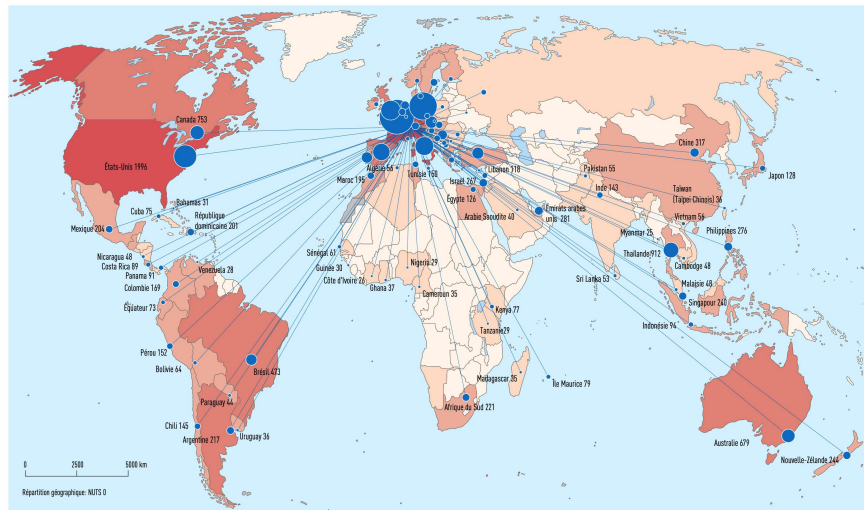 Canada 753
États-Unis 1996
Bahamas 31
Cuba 75
République
dominicaine 201
Mexique 204
Nicaragua 48
Costa Rica 89
Panama 91
Venezuela 28
Colombie 169
Équateur 73
Pérou 152
Bolivie 64
Brésil 473
Paraguay 44
Chili 145
Argentine 217
Uruguay 36
Algérie 56
Maroc 195
Tunisie 160
Liban 118
Israël 267
Égypte 126
Arabie Saoudite 40
Émirats arabes
unis 281
Sénégal 61
Guinée 30
Côte d'Ivoire 26
Ghana 37
Nigeria 29
Cameroun 35
Kenya 77
Tanzanie29
Madagascar 35
Île Maurice 79
Afrique du Sud 221
Pakistan 55
Inde 143
Chine 317
Japon 128
Taïwan
(Taipei Chinois) 36
Vietnam 56
Myanmar 25
Philippines 276
Thaïlande 912
Cambodge 48
Malaisie 48
Sri Lanka 53
Singapour 240
Indonésie 94
Australie 679
Nouvelle-Zélande 244
0
2500
5000 km
Répartition géographique: NUTS 0